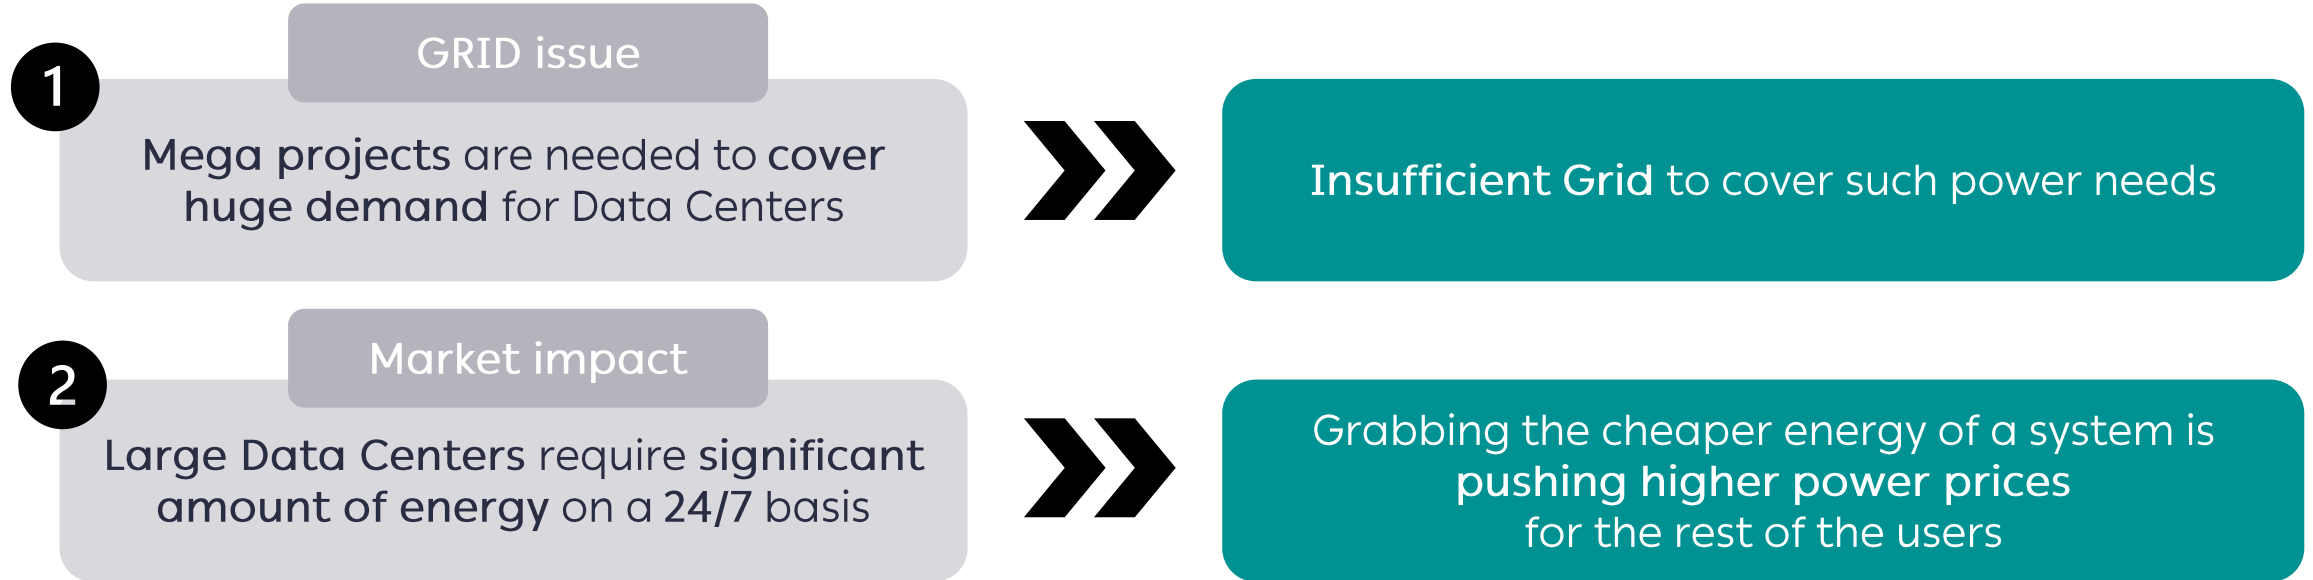 GRID issue
1
Mega projects are needed to cover
huge demand for Data Centers
Insufficient Grid to cover such power needs
Market impact
2
Large Data Centers require significant
amount of energy on a 24/7 basis
Grabbing the cheaper energy of a system is
pushing higher power prices
for the rest of the users